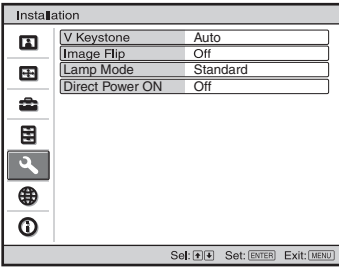 Installation
V Keystone Auto
Image Flip Off
Lamp Mode Standard
Direct Power ON Off
Sel: Set: ENTER Exit: MENU